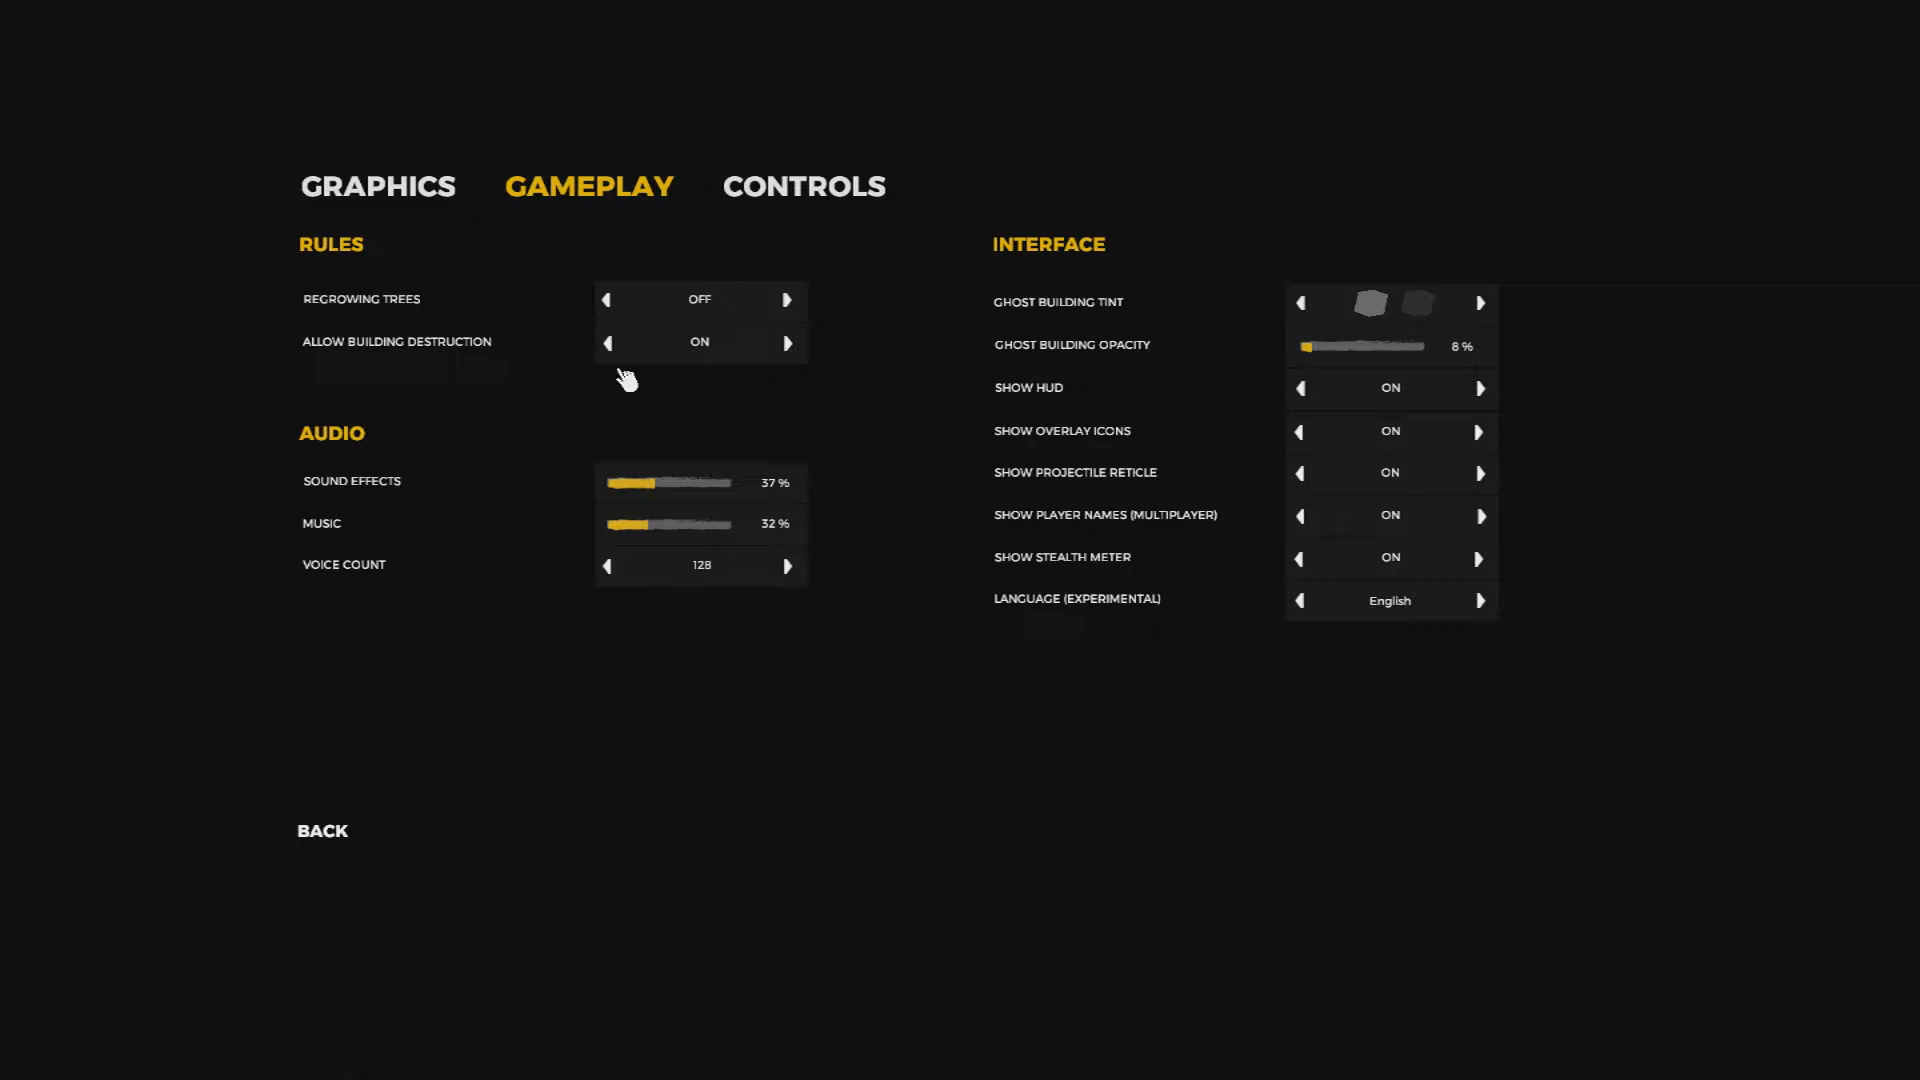 GRAPHICS GAMEPLAY CONTROLS
RULES
REGROWING TREES OFF
ALLOW BUILDING DESTRUCTION ON
AUDIO
SOUND EFFECTS 37 %
MUSIC 32 %
VOICE COUNT 128
INTERFACE
GHOST BUILDING TINT
GHOST BUILDING OPACITY 8 %
SHOW HUD ON
SHOW OVERLAY ICONS ON
SHOW PROJECTILE RETICLE ON
SHOW PLAYER NAMES (MULTIPLAYER) ON
SHOW STEALTH METER ON
LANGUAGE (EXPERIMENTAL) English
BACK